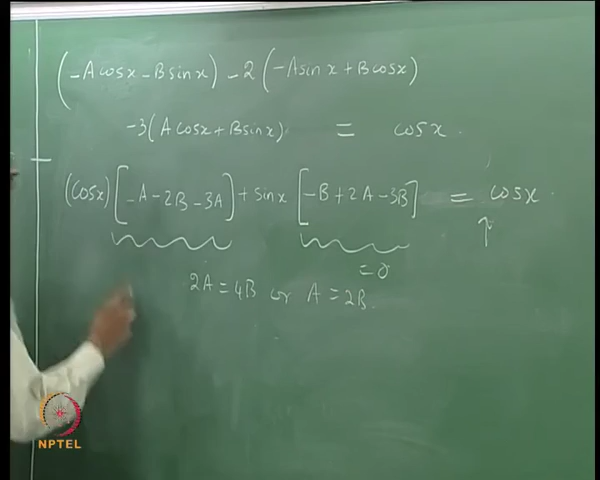 (-A cos x - B sin x) - 2 (-A sin x + B cos x)
-3(A cos x + B sin x) = cos x.
(cos x) [-A - 2B - 3A] + sin x [-B + 2A - 3B] = cos x.
= 0
2A = 4B or A = 2B.
NPTEL